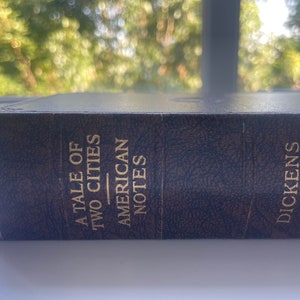 A TALE OF
TWO CITIES
AMERICAN
NOTES
DICKENS